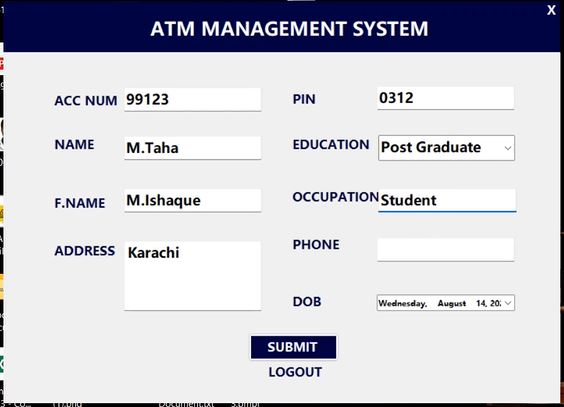 X
ATM MANAGEMENT SYSTEM
ACC NUM 99123
PIN 0312
NAME M.Taha
EDUCATION Post Graduate
F.NAME M.Ishaque
OCCUPATION Student
ADDRESS Karachi
PHONE
DOB Wednesday, August 14, 20
SUBMIT
LOGOUT